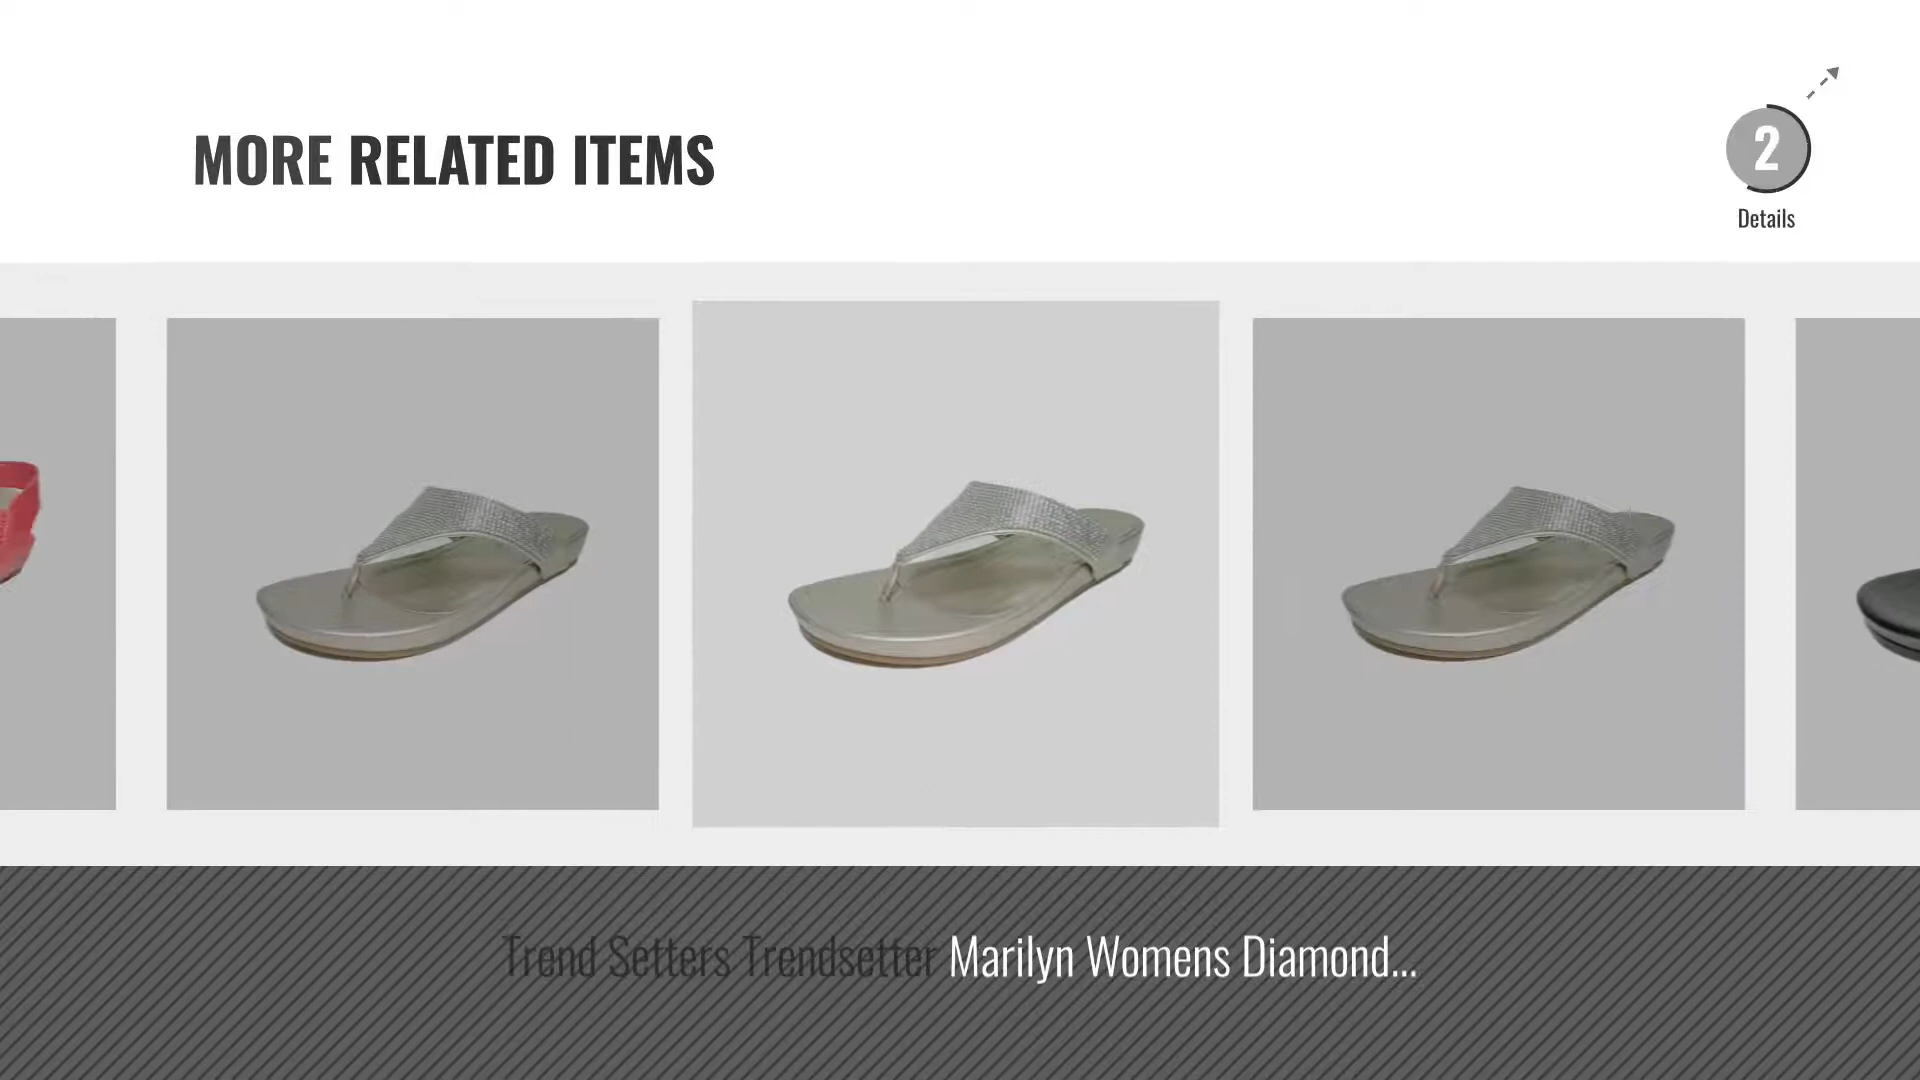 MORE RELATED ITEMS
2
Details
Trend Setters Trendsetter Marilyn Womens Diamond...